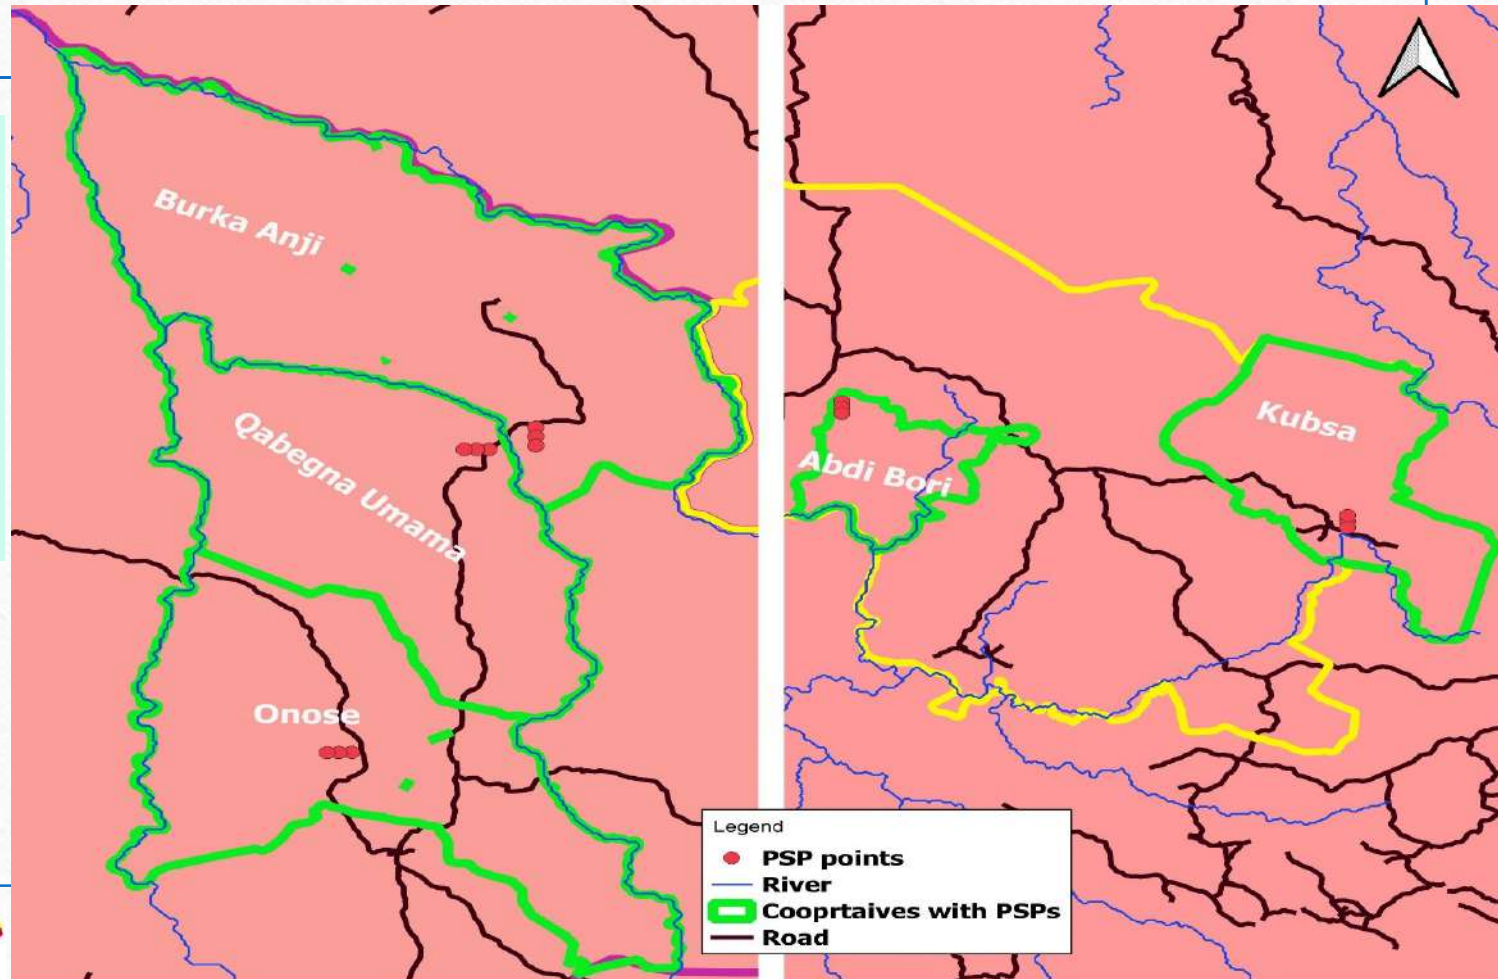 Burka Anji
Qabegna Umama
Onose
Abdi Bori
Kubsa
Legend
PSP points
River
Cooprtaives with PSPs
Road